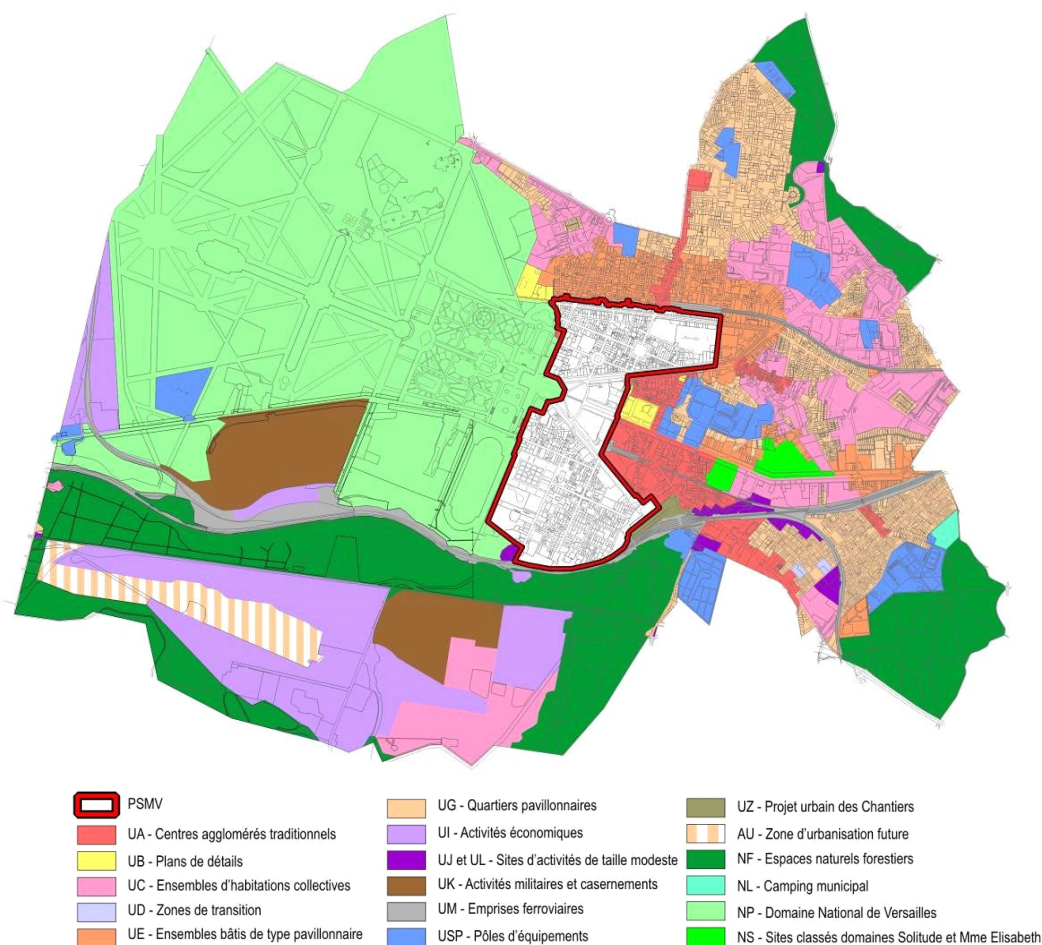 PSMV
UA - Centres agglomérés traditionnels
UB - Plans de détails
UC - Ensembles d'habitations collectives
UD - Zones de transition
UE - Ensembles bâtis de type pavillonnaire
UG - Quartiers pavillonnaires
UI - Activités économiques
UJ et UL - Sites d'activités de taille modeste
UK - Activités militaires et casernements
UM - Emprises ferroviaires
USP - Pôles d'équipements
UZ - Projet urbain des Chantiers
AU - Zone d'urbanisation future
NF - Espaces naturels forestiers
NL - Camping municipal
NP - Domaine National de Versailles
NS - Sites classés domaines Solitude et Mme Elisabeth